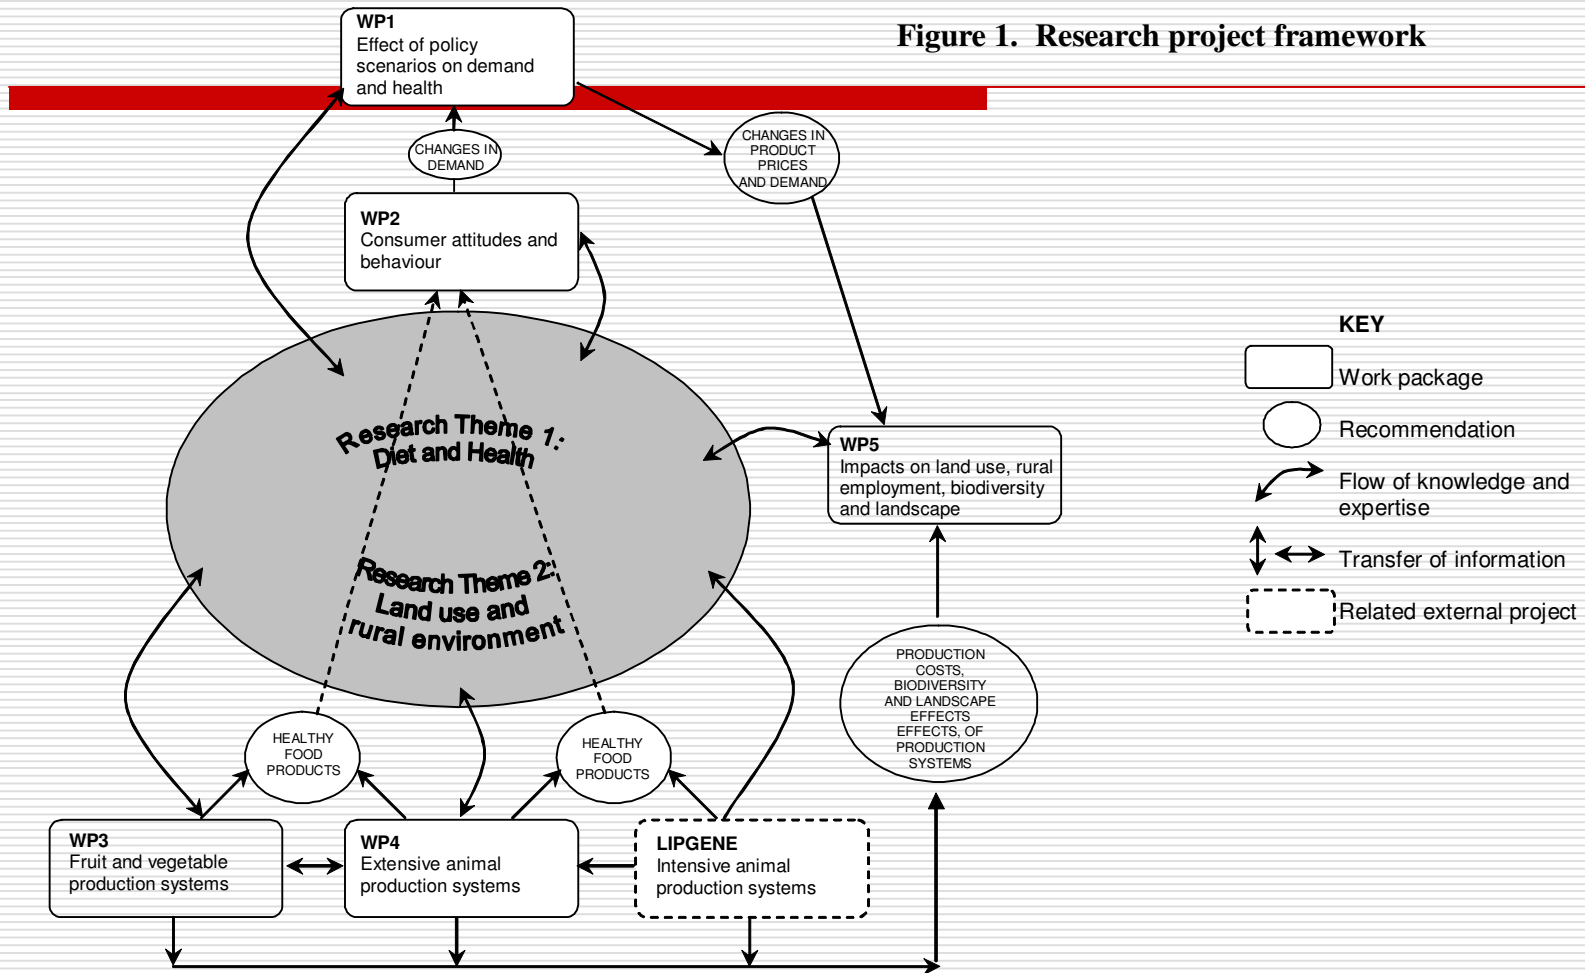 Figure 1.  Research project framework
WP1
Effect of policy
scenarios on demand
and health
CHANGES IN
DEMAND
CHANGES IN
PRODUCT
PRICES
AND DEMAND
WP2
Consumer attitudes and
behaviour
Research Theme 1:
Diet and Health
Research Theme 2:
Land use and
rural environment
WP5
Impacts on land use, rural
employment, biodiversity
and landscape
KEY
Work package
Recommendation
Flow of knowledge and
expertise
Transfer of information
Related external project
PRODUCTION
COSTS,
BIODIVERSITY
AND LANDSCAPE
EFFECTS
EFFECTS, OF
PRODUCTION
SYSTEMS
HEALTHY
FOOD
PRODUCTS
HEALTHY
FOOD
PRODUCTS
WP3
Fruit and vegetable
production systems
WP4
Extensive animal
production systems
LIPGENE
Intensive animal
production systems